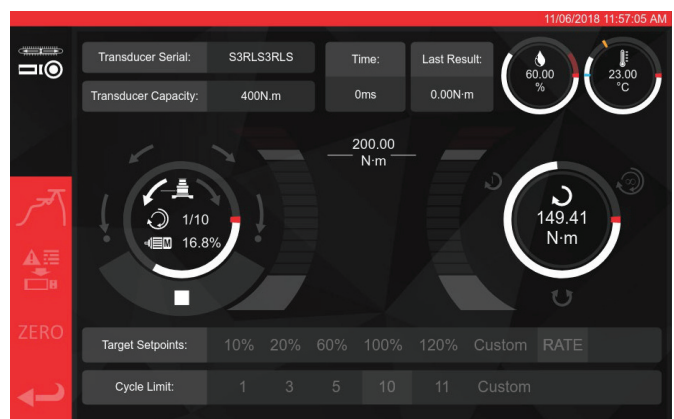 11/06/2018 11:57:05 AM
Transducer Serial: S3RLS3RLS
Time:
Last Result:
Transducer Capacity: 400N.m
0ms
0.00N·m
60.00
%
23.00
°C
200.00
N·m
1/10
M 16.8%
149.41
N·m
ZERO
Target Setpoints: 10% 20% 60% 100% 120% Custom RATE
Cycle Limit: 1 3 5 10 11 Custom